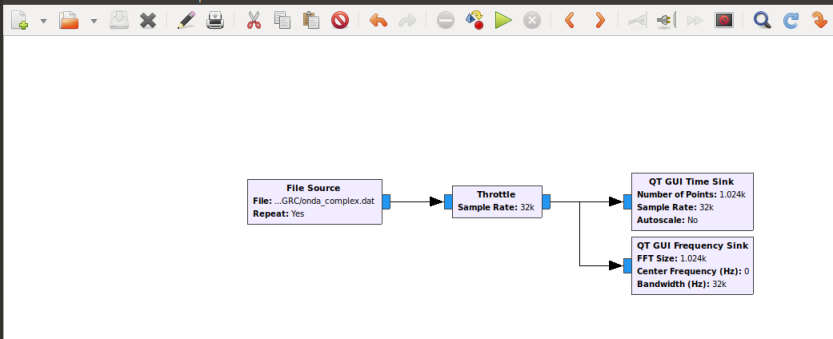 File Source
File: ...GRC/onda_complex.dat
Repeat: Yes
Throttle
Sample Rate: 32k
QT GUI Time Sink
Number of Points: 1.024k
Sample Rate: 32k
Autoscale: No
QT GUI Frequency Sink
FFT Size: 1.024k
Center Frequency (Hz): 0
Bandwidth (Hz): 32k